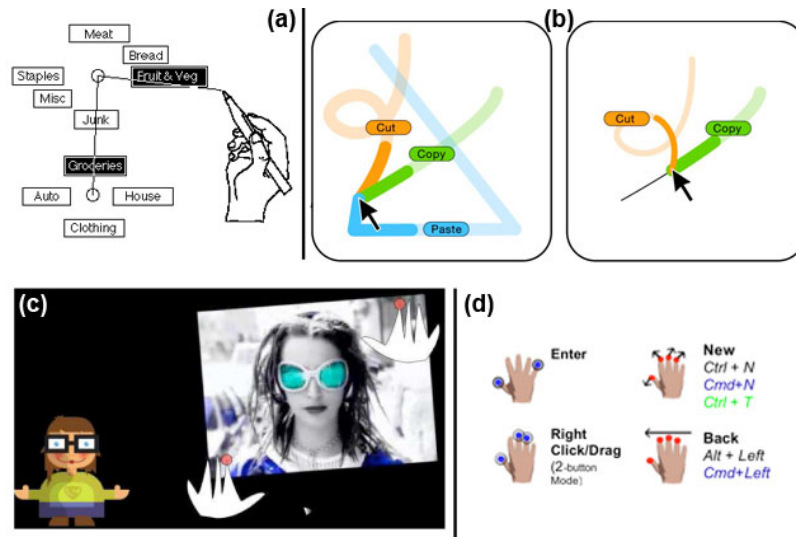 (a)
Meat
Bread
Staples
Fruit & Veg
Misc
Junk
Groceries
Auto
House
Clothing
Cut
Copy
Paste
(b)
Cut
Copy
(c)
(d)
Enter
New
Ctrl + N
Cmd+N
Ctrl + T
Right
Click/Drag
(2-button
Mode)
Back
Alt + Left
Cmd+Left